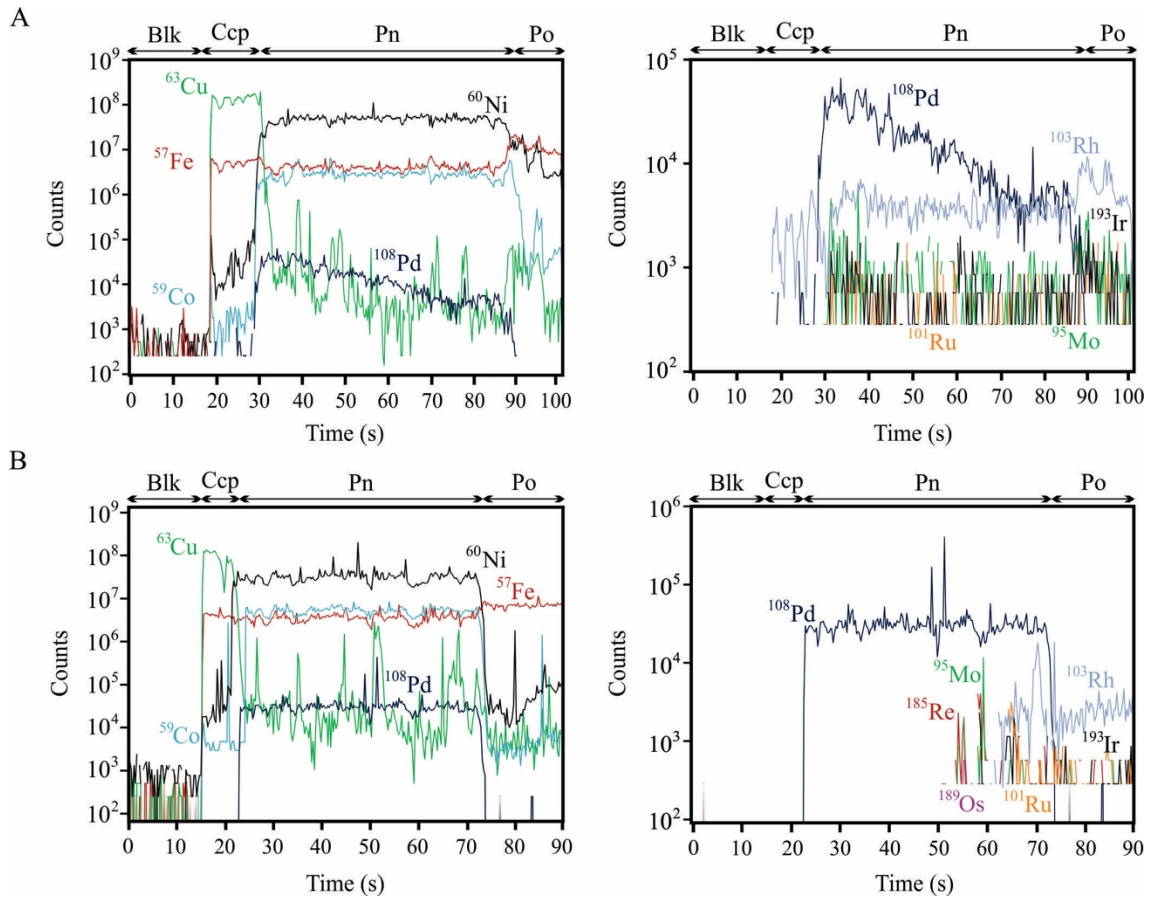 A
Blk Ccp Pn Po
10⁹
10⁸
10⁷
10⁶
10⁵
10⁴
10³
10²
⁶³Cu
⁶⁰Ni
⁵⁷Fe
⁵⁹Co
¹⁰⁸Pd
Counts
0 10 20 30 40 50 60 70 80 90 100
Time (s)
Blk Ccp Pn Po
10⁵
10⁴
10³
10²
¹⁰⁸Pd
¹⁰³Rh
¹⁹³Ir
¹⁰¹Ru
⁹⁵Mo
Counts
0 10 20 30 40 50 60 70 80 90 100
Time (s)
B
Blk Ccp Pn Po
10⁹
10⁸
10⁷
10⁶
10⁵
10⁴
10³
10²
⁶³Cu
⁶⁰Ni
⁵⁷Fe
¹⁰⁸Pd
⁵⁹Co
Counts
0 10 20 30 40 50 60 70 80 90
Time (s)
Blk Ccp Pn Po
10⁶
10⁵
10⁴
10³
10²
¹⁰⁸Pd
⁹⁵Mo
¹⁰³Rh
¹⁸⁵Re
¹⁹³Ir
¹⁸⁹Os
¹⁰¹Ru
Counts
0 10 20 30 40 50 60 70 80 90
Time (s)